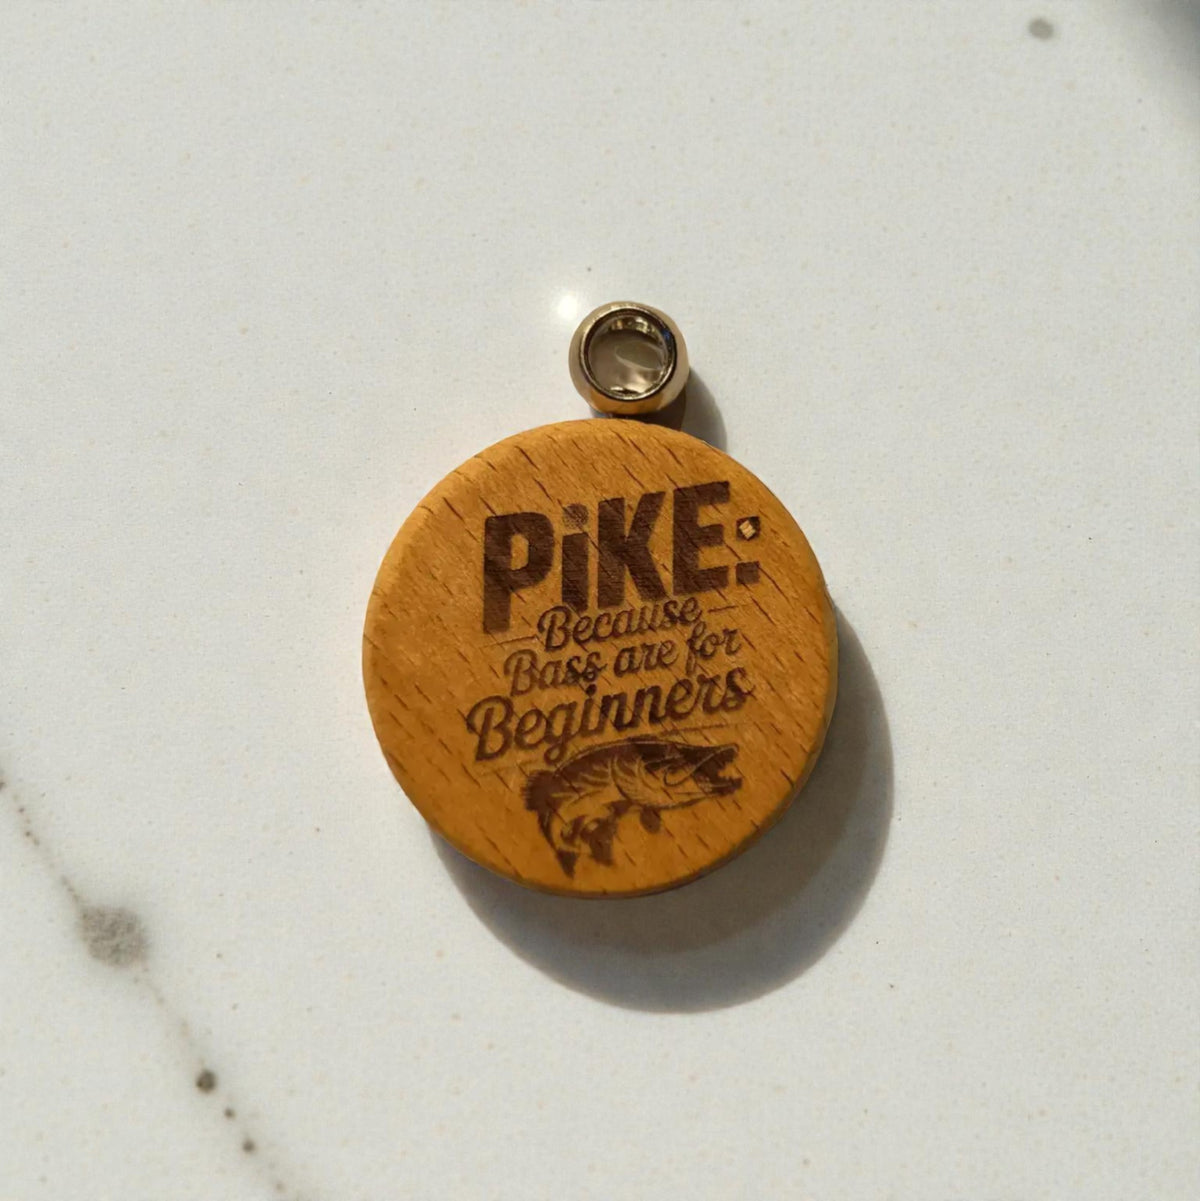 PiKE:
Because
Bass are for
Beginners